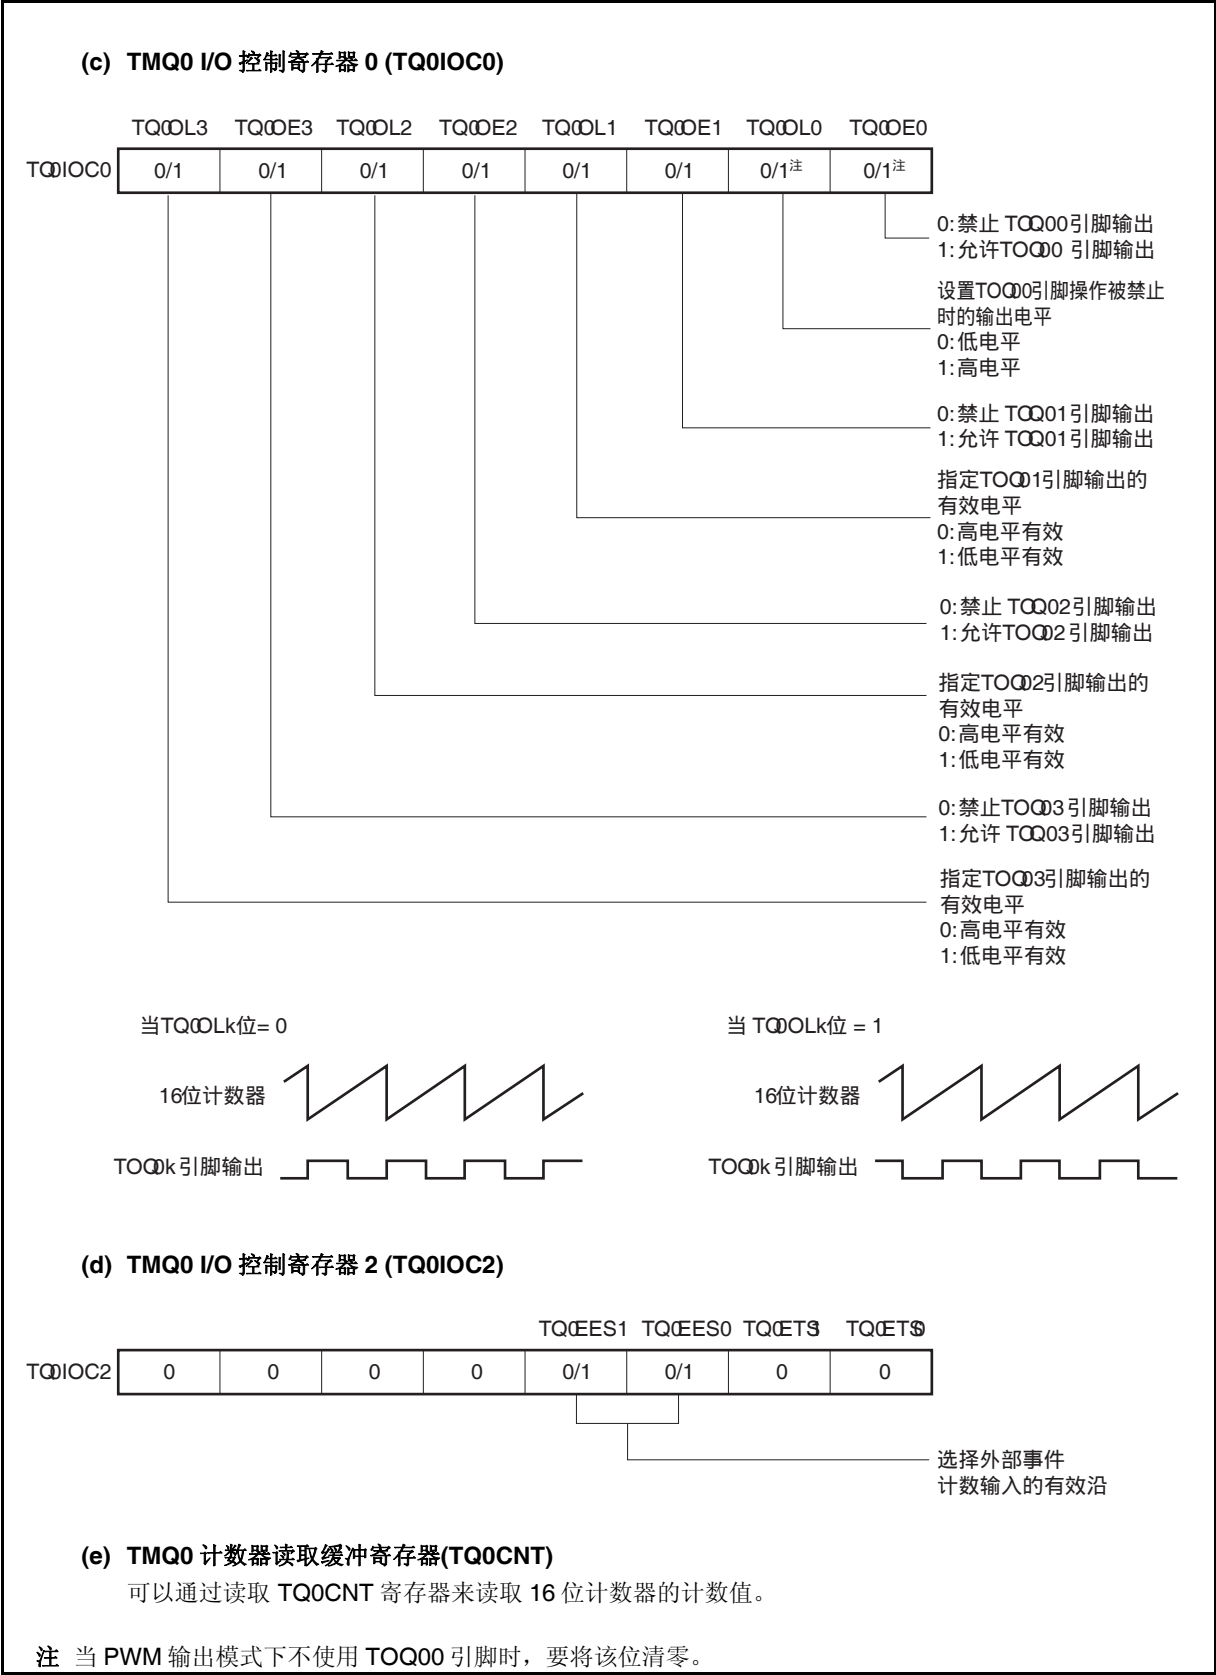 (c) TMQ0 I/O 控制寄存器 0 (TQ0IOC0)
TQ0OL3 TQ0OE3 TQ0OL2 TQ0OE2 TQ0OL1 TQ0OE1 TQ0OL0 TQ0OE0
TQ0IOC0 0/1 0/1 0/1 0/1 0/1 0/1 0/1注 0/1注
0:禁止 TOQ00引脚输出
1:允许TOQ00 引脚输出
设置TOQ00引脚操作被禁止
时的输出电平
0:低电平
1:高电平
0:禁止 TOQ01引脚输出
1:允许 TOQ01引脚输出
指定TOQ01引脚输出的
有效电平
0:高电平有效
1:低电平有效
0:禁止 TOQ02引脚输出
1:允许TOQ02引脚输出
指定TOQ02引脚输出的
有效电平
0:高电平有效
1:低电平有效
0:禁止TOQ03引脚输出
1:允许 TOQ03引脚输出
指定TOQ03引脚输出的
有效电平
0:高电平有效
1:低电平有效
当TQ0OLk位= 0 当 TQ0OLk位 = 1
16位计数器 16位计数器
TOQ0k 引脚输出 TOQ0k 引脚输出
(d) TMQ0 I/O 控制寄存器 2 (TQ0IOC2)
TQ0EES1 TQ0EES0 TQ0ETS1 TQ0ETS0
TQ0IOC2 0 0 0 0 0/1 0/1 0 0
选择外部事件
计数输入的有效沿
(e) TMQ0 计数器读取缓冲寄存器(TQ0CNT)
可以通过读取 TQ0CNT 寄存器来读取 16 位计数器的计数值。
注 当 PWM 输出模式下不使用 TOQ00 引脚时，要将该位清零。